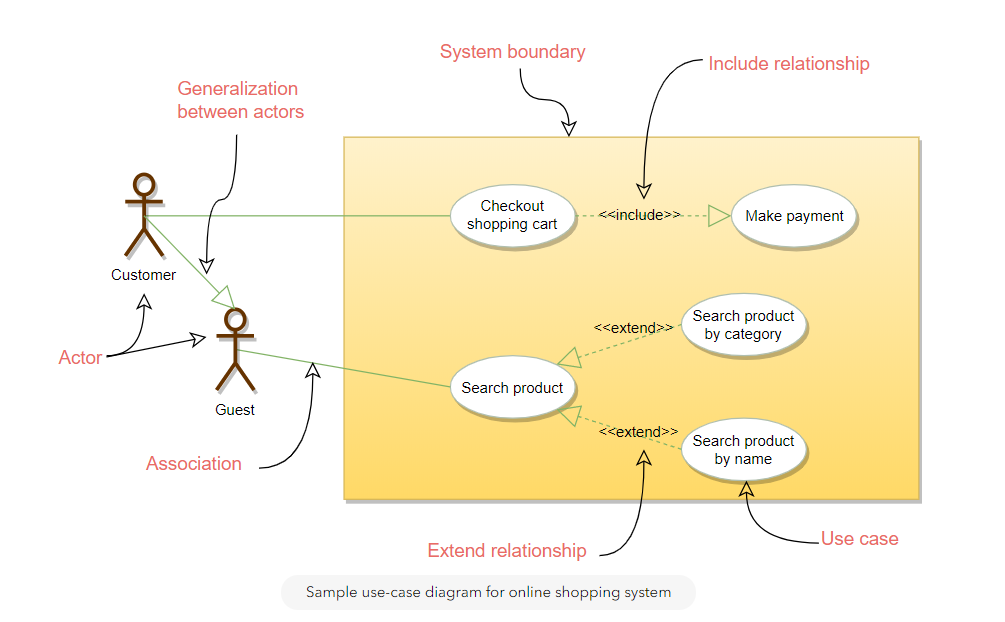 System boundary
Include relationship
Generalization
between actors
Checkout
shopping cart
<<include>>
Make payment
Customer
Search product
by category
<<extend>>
Actor
Search product
Guest
<<extend>>
Search product
by name
Association
Use case
Extend relationship
Sample use-case diagram for online shopping system